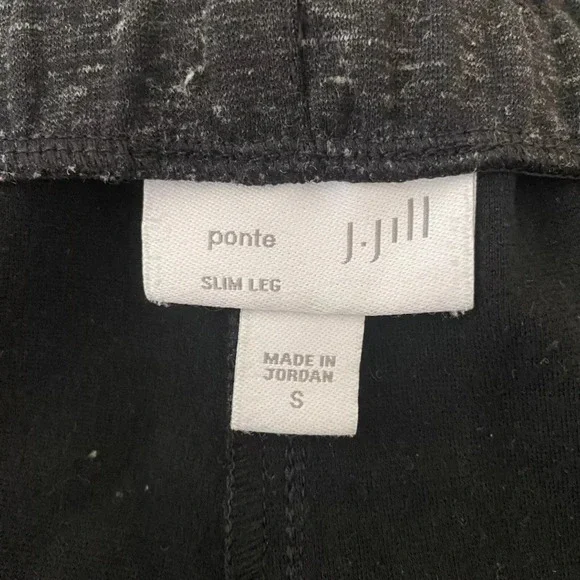 ponte
J.Jill
SLIM LEG
MADE IN
JORDAN
S